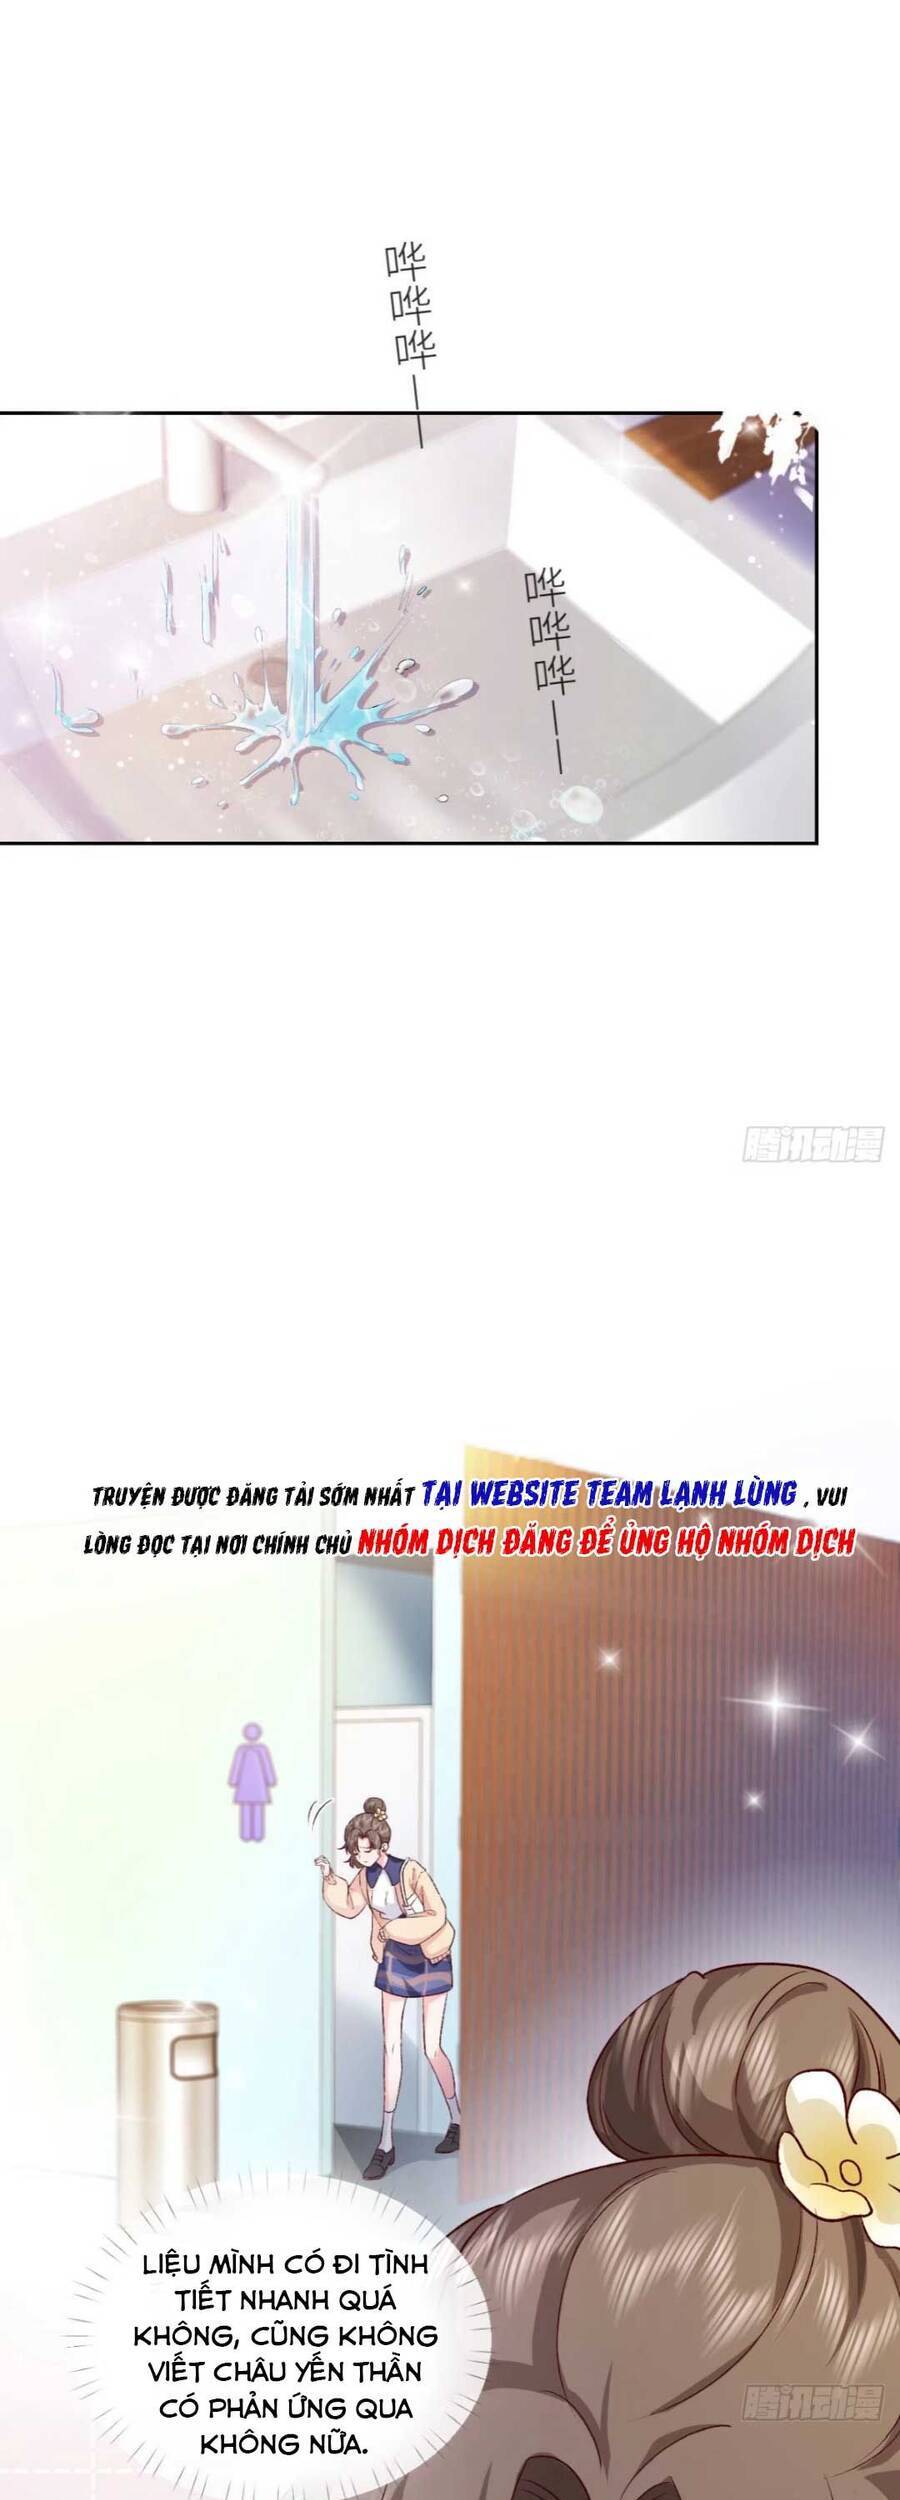 哗哗哗——
哗哗哗——
腾讯动漫
TRUYỆN ĐƯỢC ĐĂNG TẢI SỚM NHẤT TẠI WEBSITE TEAM LẠNH LÙNG, VUI
LÒNG ĐỌC TẠI NƠI CHÍNH CHỦ NHÓM DỊCH ĐĂNG ĐỂ ỦNG HỘ NHÓM DỊCH
LIỆU MÌNH CÓ ĐI TÌNH
TIẾT NHANH QUÁ
KHÔNG, CŨNG KHÔNG
VIẾT CHÂU YẾN THẦN
CÓ PHẢN ỨNG QUA
KHÔNG NỮA.
腾讯动漫